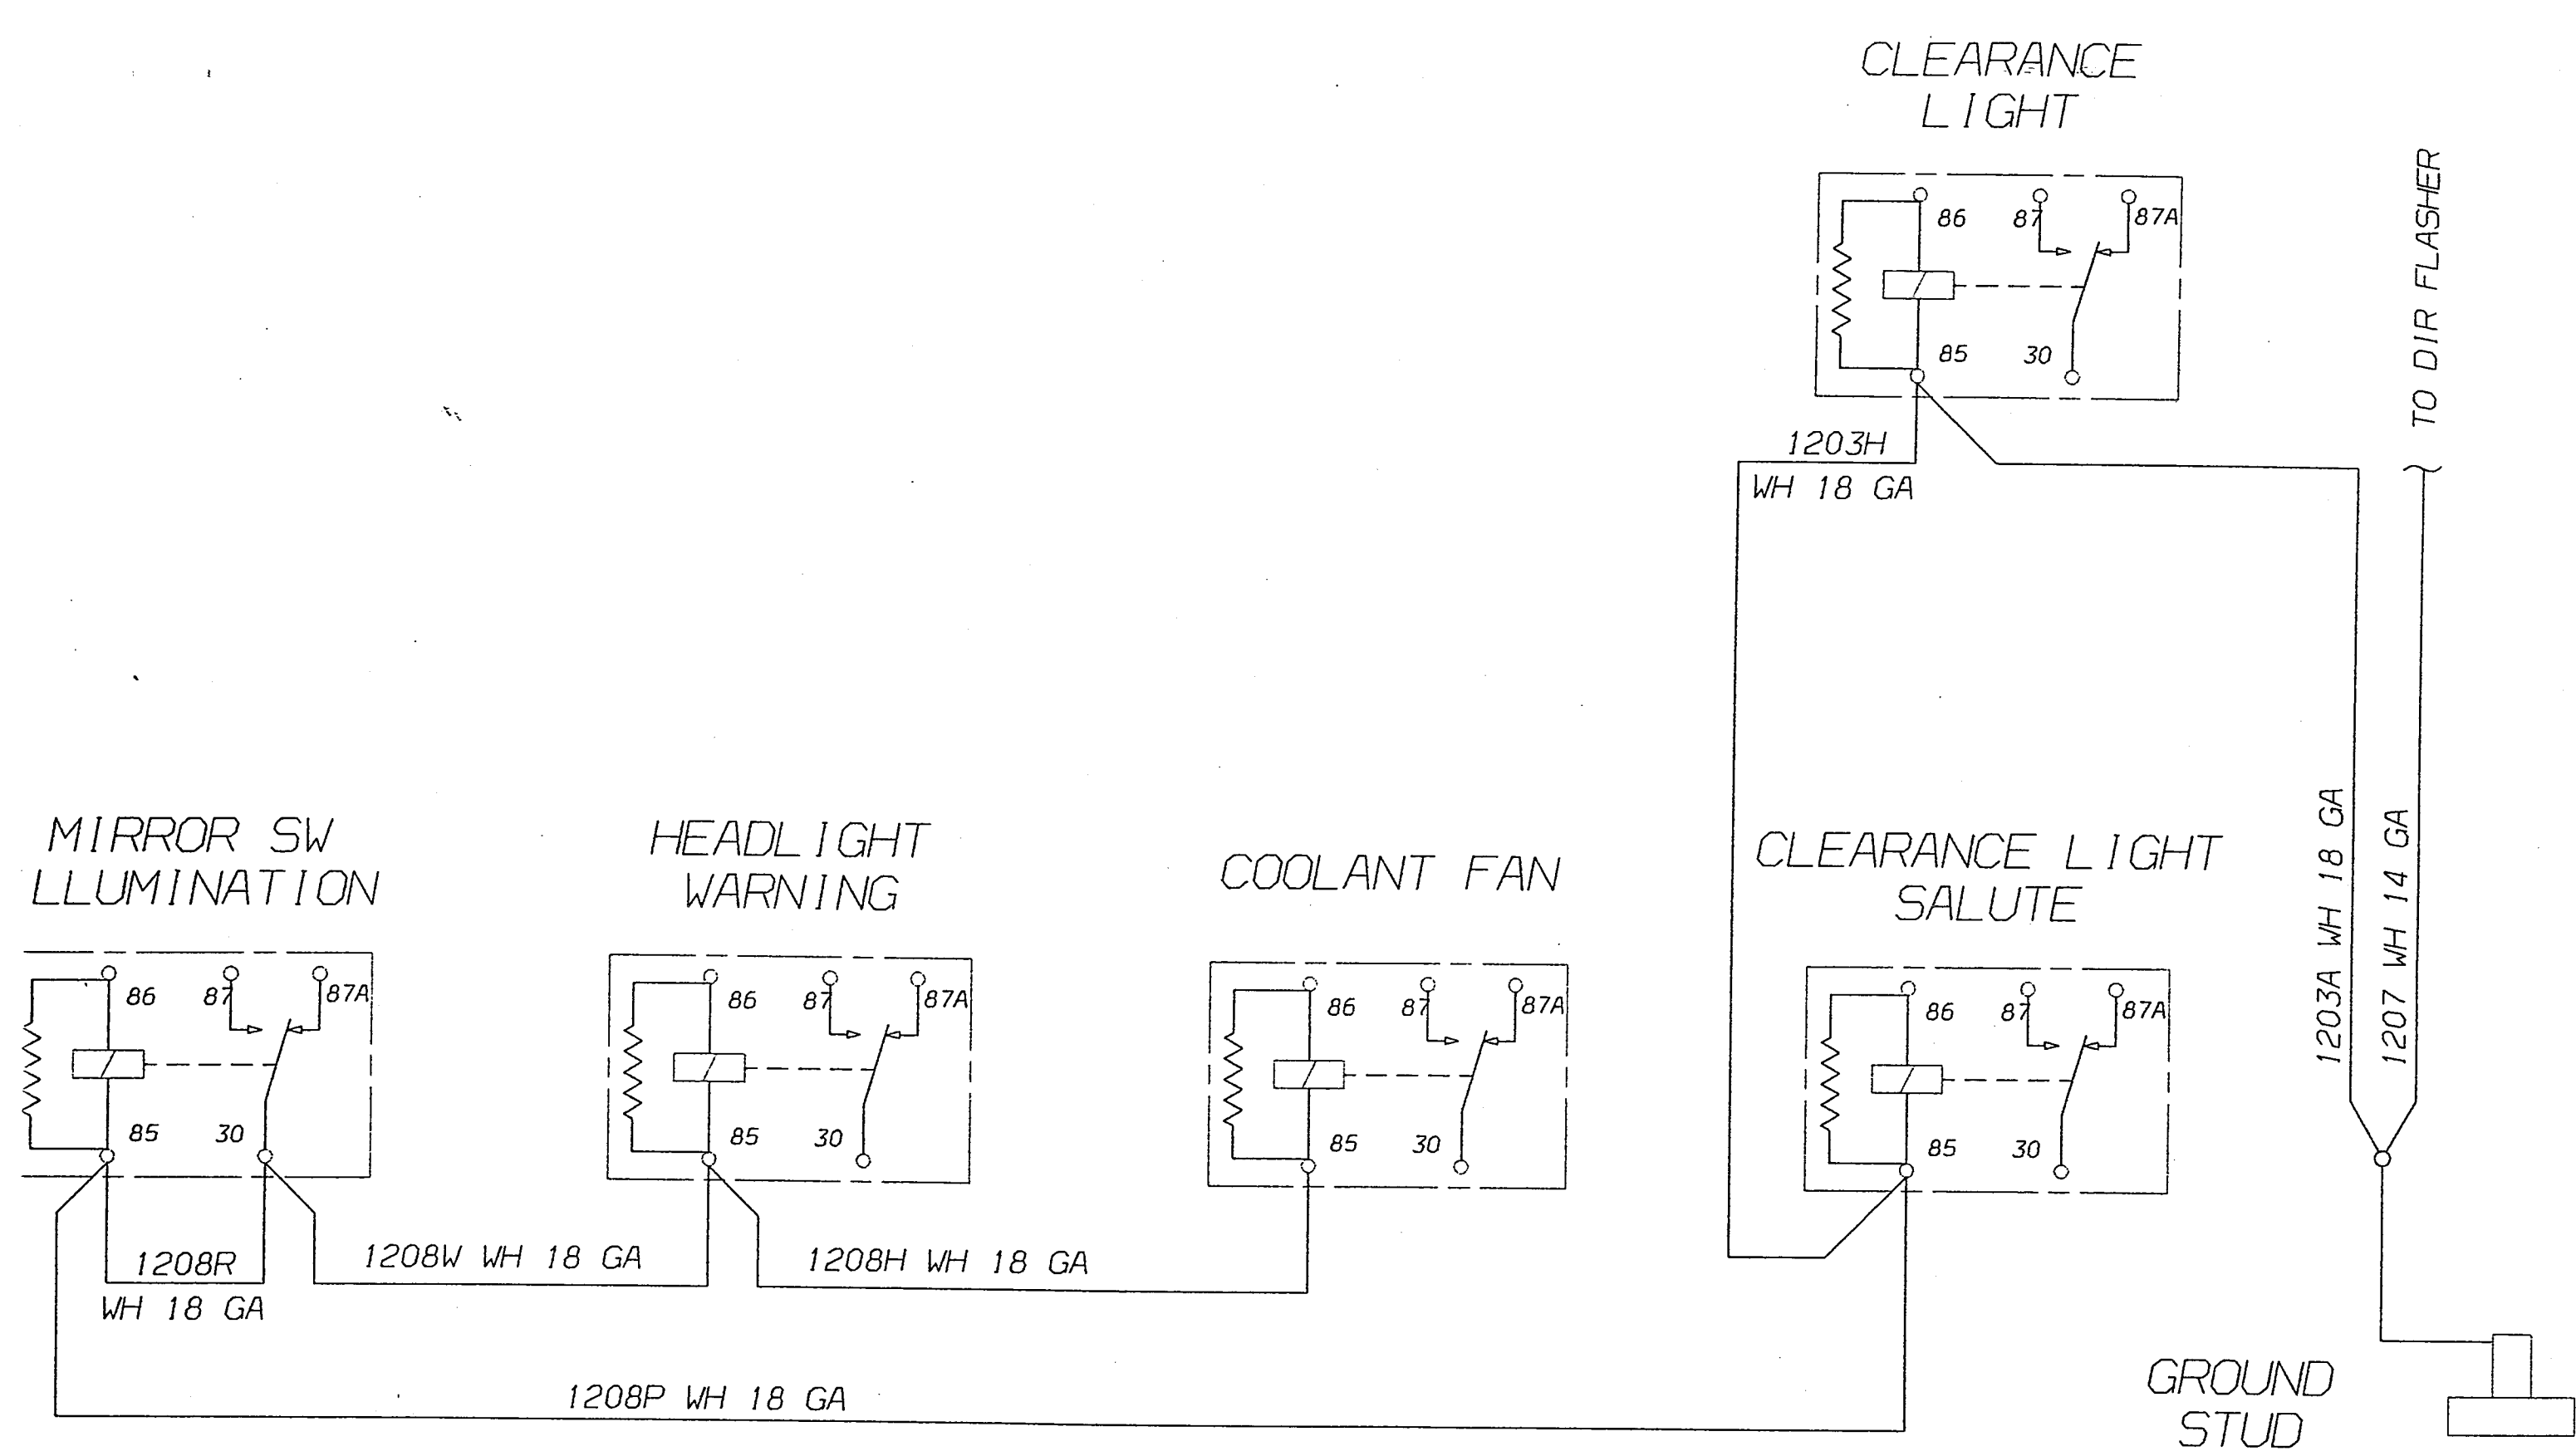 CLEARANCE
LIGHT
86 87 87A
85 30
TO DIR FLASHER
1203H
WH 18 GA
1203A WH 18 GA
1207 WH 14 GA
MIRROR SW
LLUMINATION
86 87 87A
85 30
HEADLIGHT
WARNING
86 87 87A
85 30
COOLANT FAN
86 87 87A
85 30
CLEARANCE LIGHT
SALUTE
86 87 87A
85 30
1208R
WH 18 GA
1208W WH 18 GA
1208H WH 18 GA
1208P WH 18 GA
GROUND
STUD